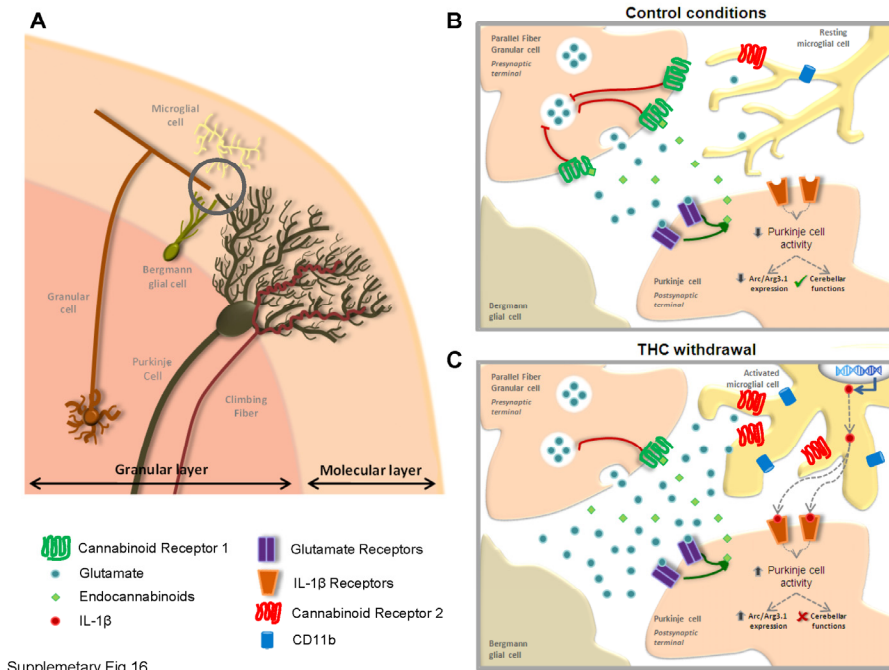 A
Microglial
cell
Bergmann
glial cell
Granular
cell
Purkinje
Cell
Climbing
Fiber
Granular layer
Molecular layer
Cannabinoid Receptor 1
Glutamate
Endocannabinoids
IL-1β
Glutamate Receptors
IL-1β Receptors
Cannabinoid Receptor 2
CD11b
Supplemetary Fig 16
B
Control conditions
Parallel Fiber
Granular cell
Presynaptic
terminal
Resting
microglial cell
Purkinje cell
activity
Arc/Arg3.1
expression
Cerebellar
functions
Purkinje cell
Postsynaptic
terminal
Bergmann
glial cell
C
THC withdrawal
Parallel Fiber
Granular cell
Presynaptic
terminal
Activated
microglial cell
Purkinje cell
activity
Arc/Arg3.1
expression
Cerebellar
functions
Purkinje cell
Postsynaptic
terminal
Bergmann
glial cell